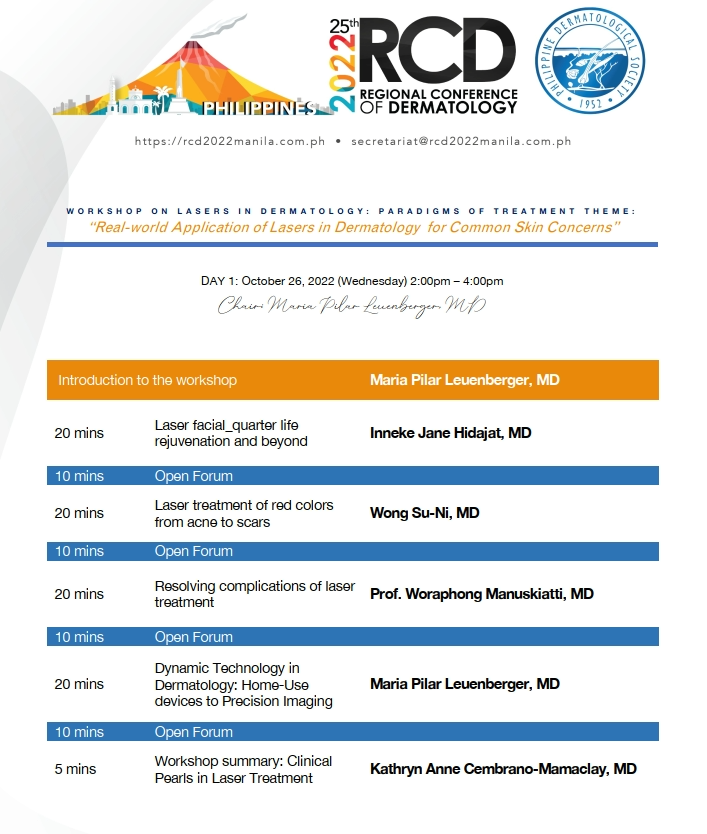 25th
2022
RCD
REGIONAL CONFERENCE
OF DERMATOLOGY
PHILIPPINES
PHILIPPINE DERMATOLOGICAL SOCIETY
• 1952 •
https://rcd2022manila.com.ph • secretariat@rcd2022manila.com.ph
WORKSHOP ON LASERS IN DERMATOLOGY: PARADIGMS OF TREATMENT THEME:
“Real-world Application of Lasers in Dermatology for Common Skin Concerns”
DAY 1: October 26, 2022 (Wednesday) 2:00pm – 4:00pm
Chair: Maria Pilar Leuenberger, MD
Introduction to the workshop Maria Pilar Leuenberger, MD
20 mins Laser facial_quarter life
rejuvenation and beyond Inneke Jane Hidajat, MD
10 mins Open Forum
20 mins Laser treatment of red colors
from acne to scars Wong Su-Ni, MD
10 mins Open Forum
20 mins Resolving complications of laser
treatment Prof. Woraphong Manuskiatti, MD
10 mins Open Forum
20 mins Dynamic Technology in
Dermatology: Home-Use
devices to Precision Imaging Maria Pilar Leuenberger, MD
10 mins Open Forum
5 mins Workshop summary: Clinical
Pearls in Laser Treatment Kathryn Anne Cembrano-Mamaclay, MD